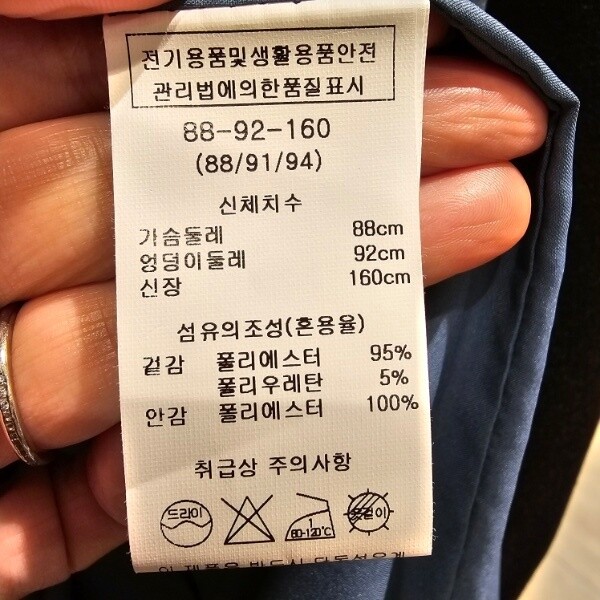 전기용품및생활용품안전
관리법에의한품질표시
88-92-160
(88/91/94)
신체치수
가슴둘레 88cm
엉덩이둘레 92cm
신장 160cm
섬유의조성(혼용율)
겉감 폴리에스터 95%
폴리우레탄 5%
안감 폴리에스터 100%
취급상 주의사항
드라이
1
80-120℃
옷걸이